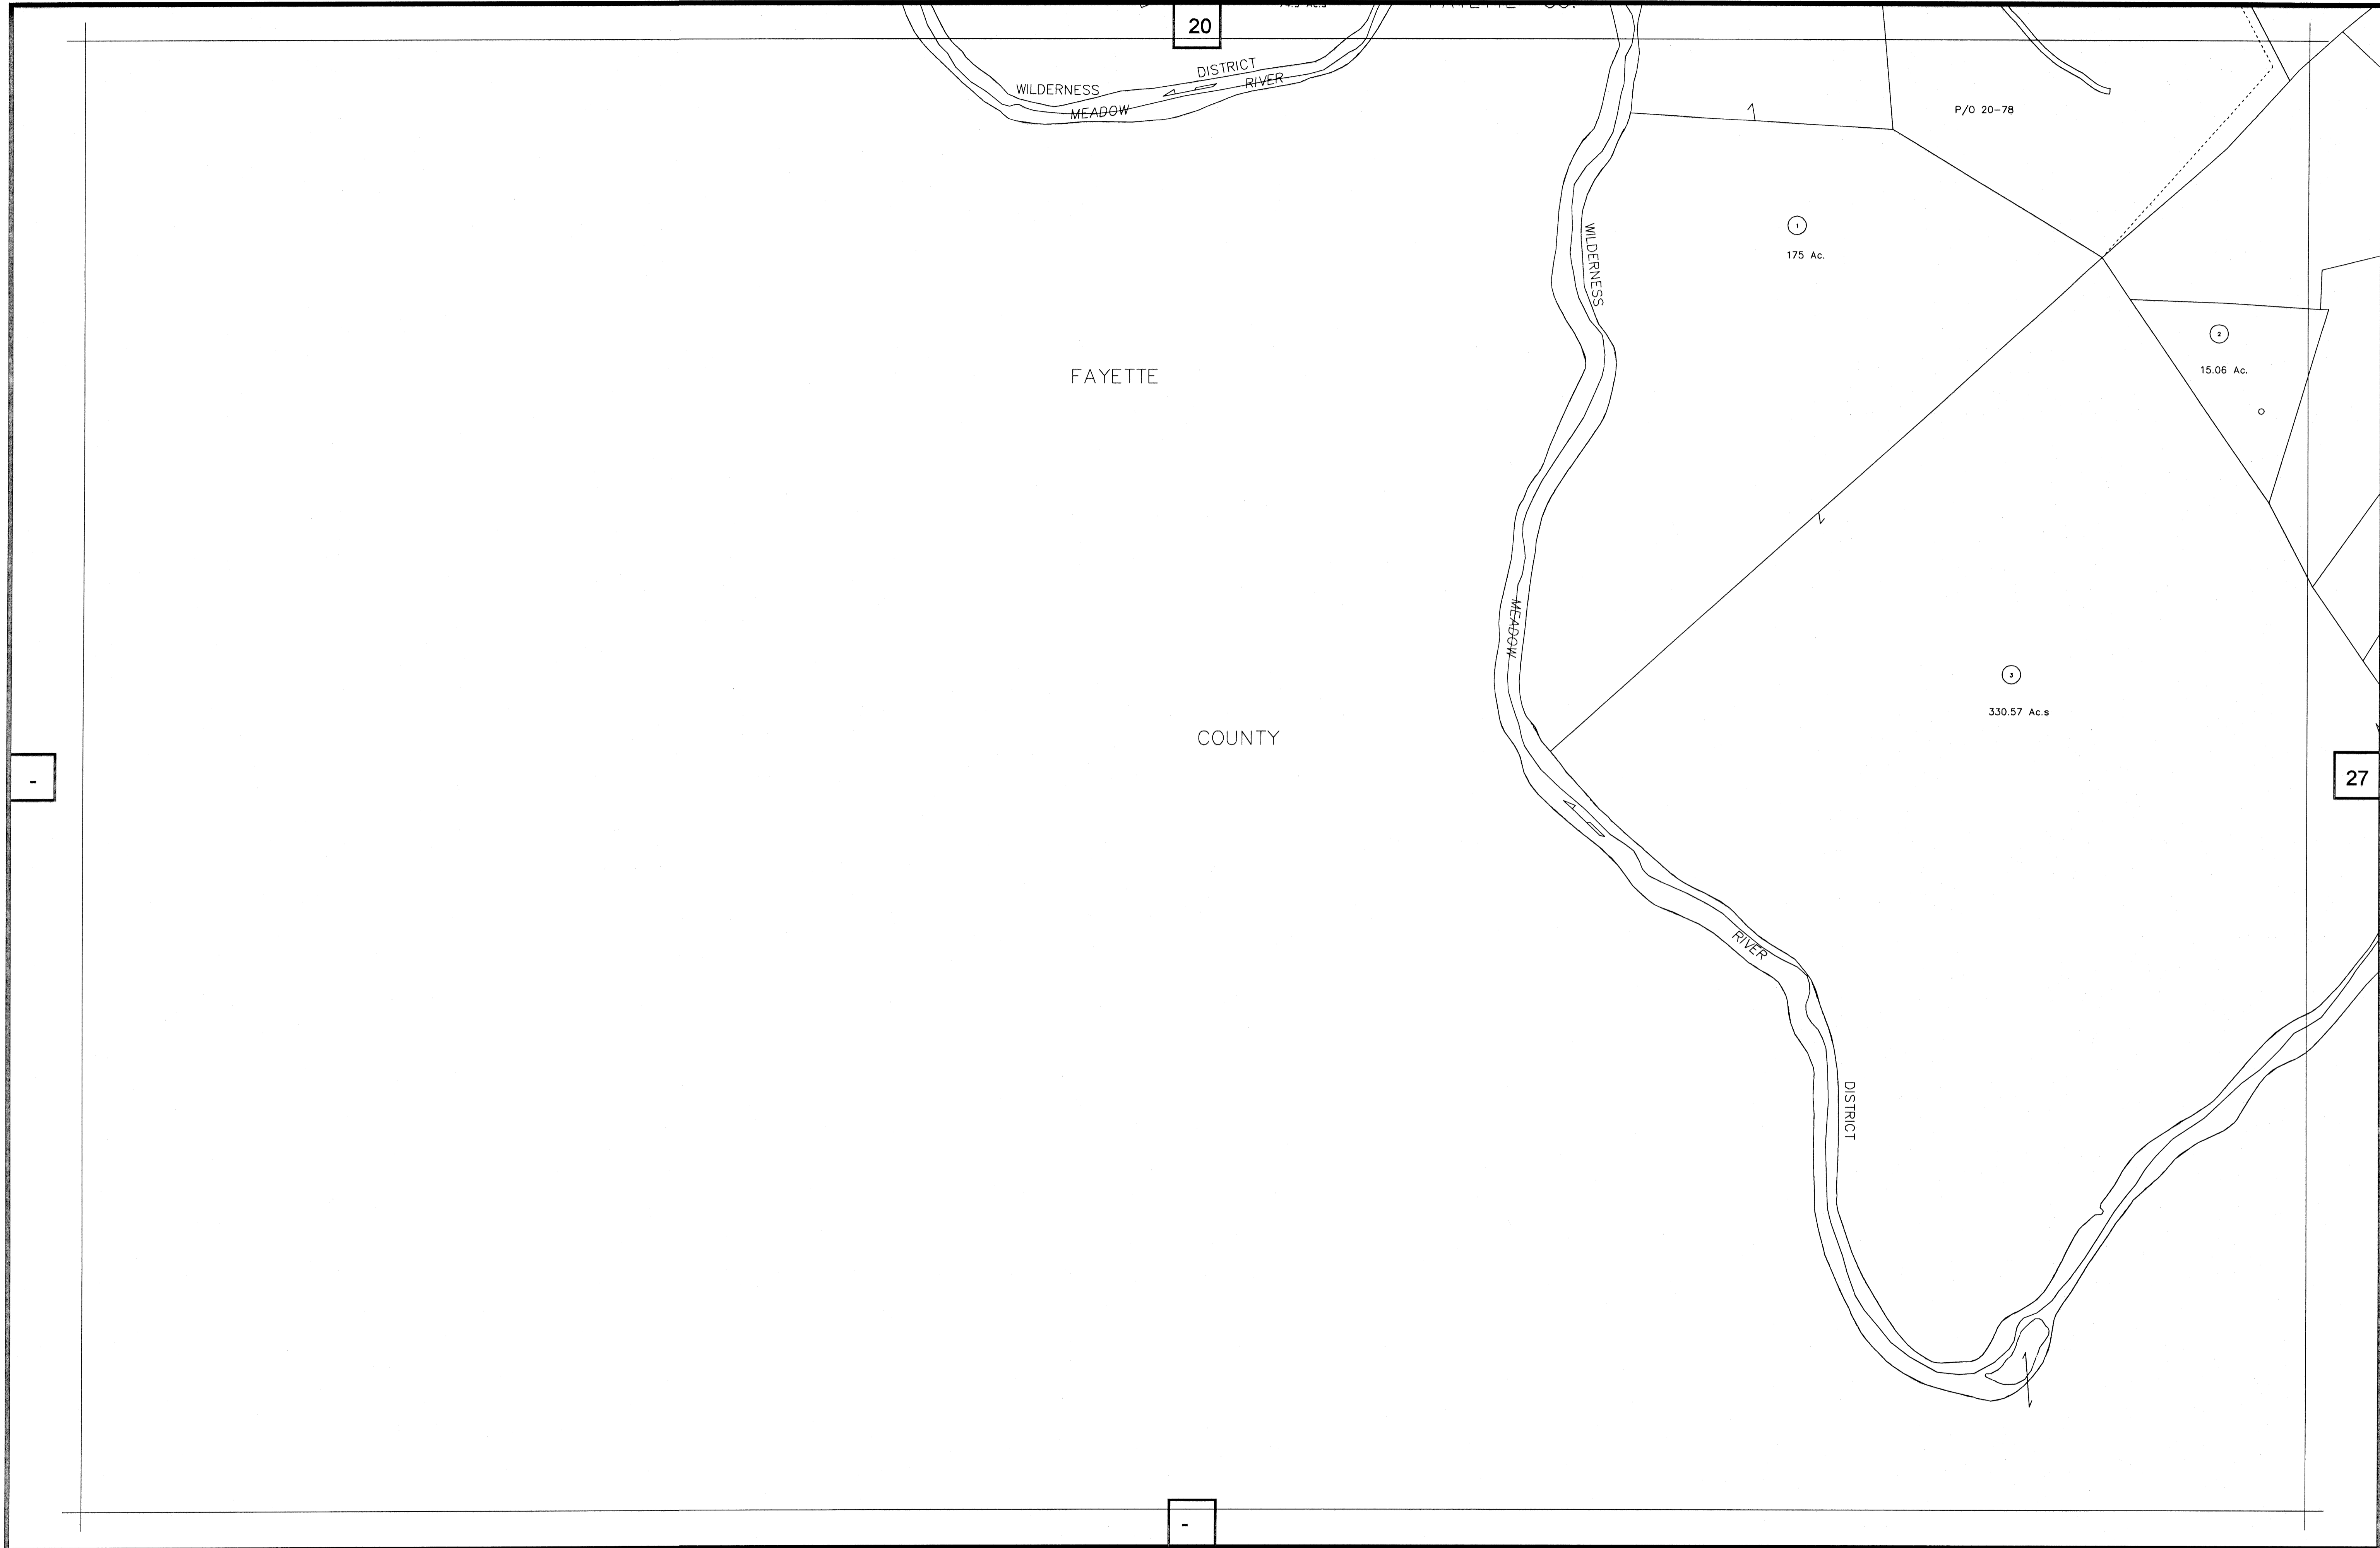 20
DISTRICT
WILDERNESS
RIVER
MEADOW
P/O 20-78
1
175 Ac.
WILDERNESS
2
15.06 Ac.
FAYETTE
MEADOW
3
330.57 Ac.s
COUNTY
-
27
RIVER
DISTRICT
-